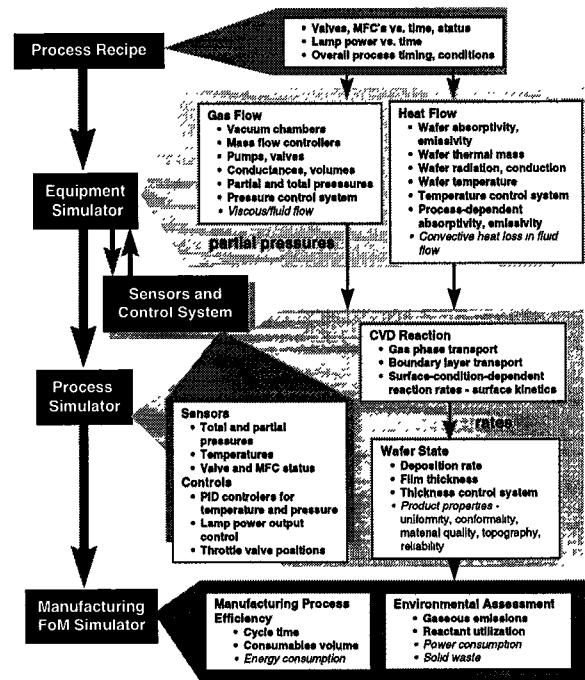 Process Recipe
• Valves, MFC's vs. time, status
• Lamp power vs. time
• Overall process timing, conditions
Gas Flow
• Vacuum chambers
• Mass flow controllers
• Pumps, valves
• Conductances, volumes
• Partial and total pressures
• Pressure control system
• Viscous/fluid flow
Heat Flow
• Wafer absorptivity,
emissivity
• Wafer thermal mass
• Wafer radiation, conduction
• Wafer temperature
• Temperature control system
• Process-dependent
absorptivity, emissivity
• Convective heat loss in fluid
flow
Equipment
Simulator
partial pressures
Sensors and
Control System
CVD Reaction
• Gas phase transport
• Boundary layer transport
• Surface-condition-dependent
reaction rates - surface kinetics
Process
Simulator
rates
Sensors
• Total and partial
pressures
• Temperatures
• Valve and MFC status
Controls
• PID controlers for
temperature and pressure
• Lamp power output
control
• Throttle valve positions
Wafer State
• Deposition rate
• Film thickness
• Thickness control system
• Product properties -
uniformity, conformality,
material quality, topography,
reliability
Manufacturing
FoM Simulator
Manufacturing Process
Efficiency
• Cycle time
• Consumables volume
• Energy consumption
Environmental Assessment
• Gaseous emissions
• Reactant utilization
• Power consumption
• Solid waste